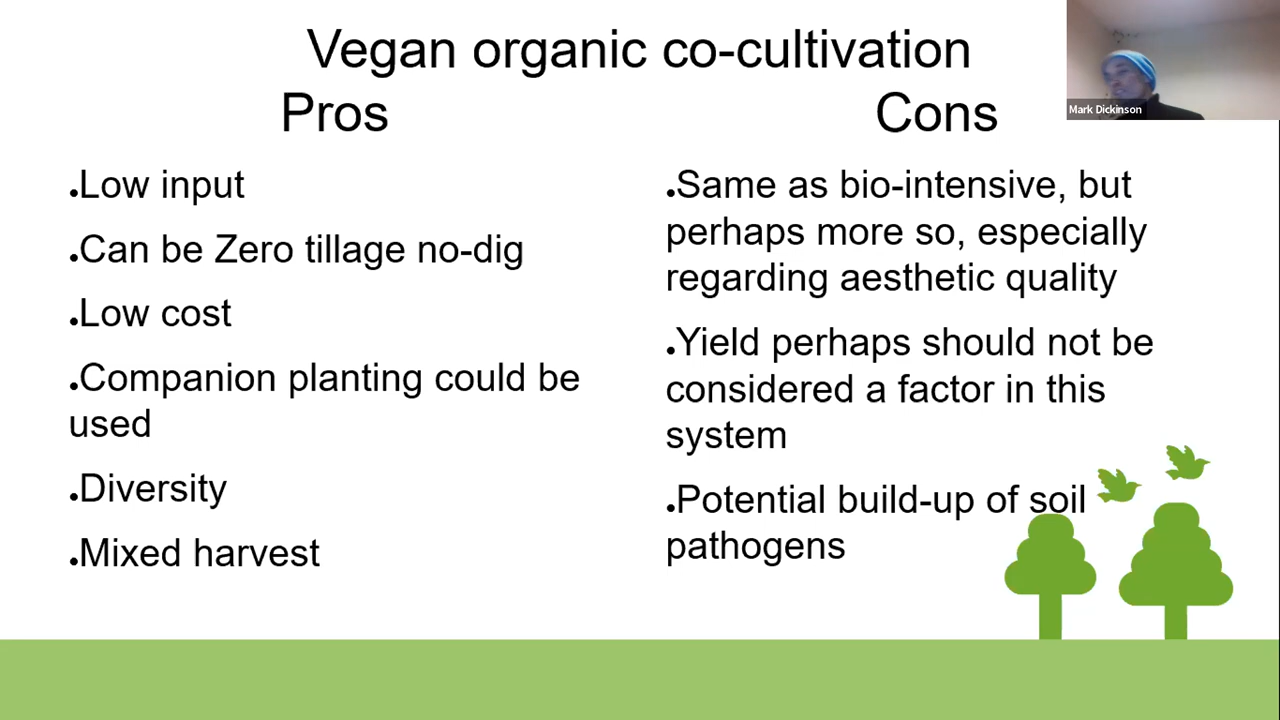 Vegan organic co-cultivation
Pros
●Low input
●Can be Zero tillage no-dig
●Low cost
●Companion planting could be
used
●Diversity
●Mixed harvest
Cons
●Same as bio-intensive, but
perhaps more so, especially
regarding aesthetic quality
●Yield perhaps should not be
considered a factor in this
system
●Potential build-up of soil
pathogens
Mark Dickinson